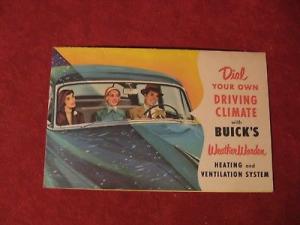 Dial
YOUR OWN
DRIVING
CLIMATE
with
BUICK'S
WeatherWarden
HEATING and
VENTILATION SYSTEM